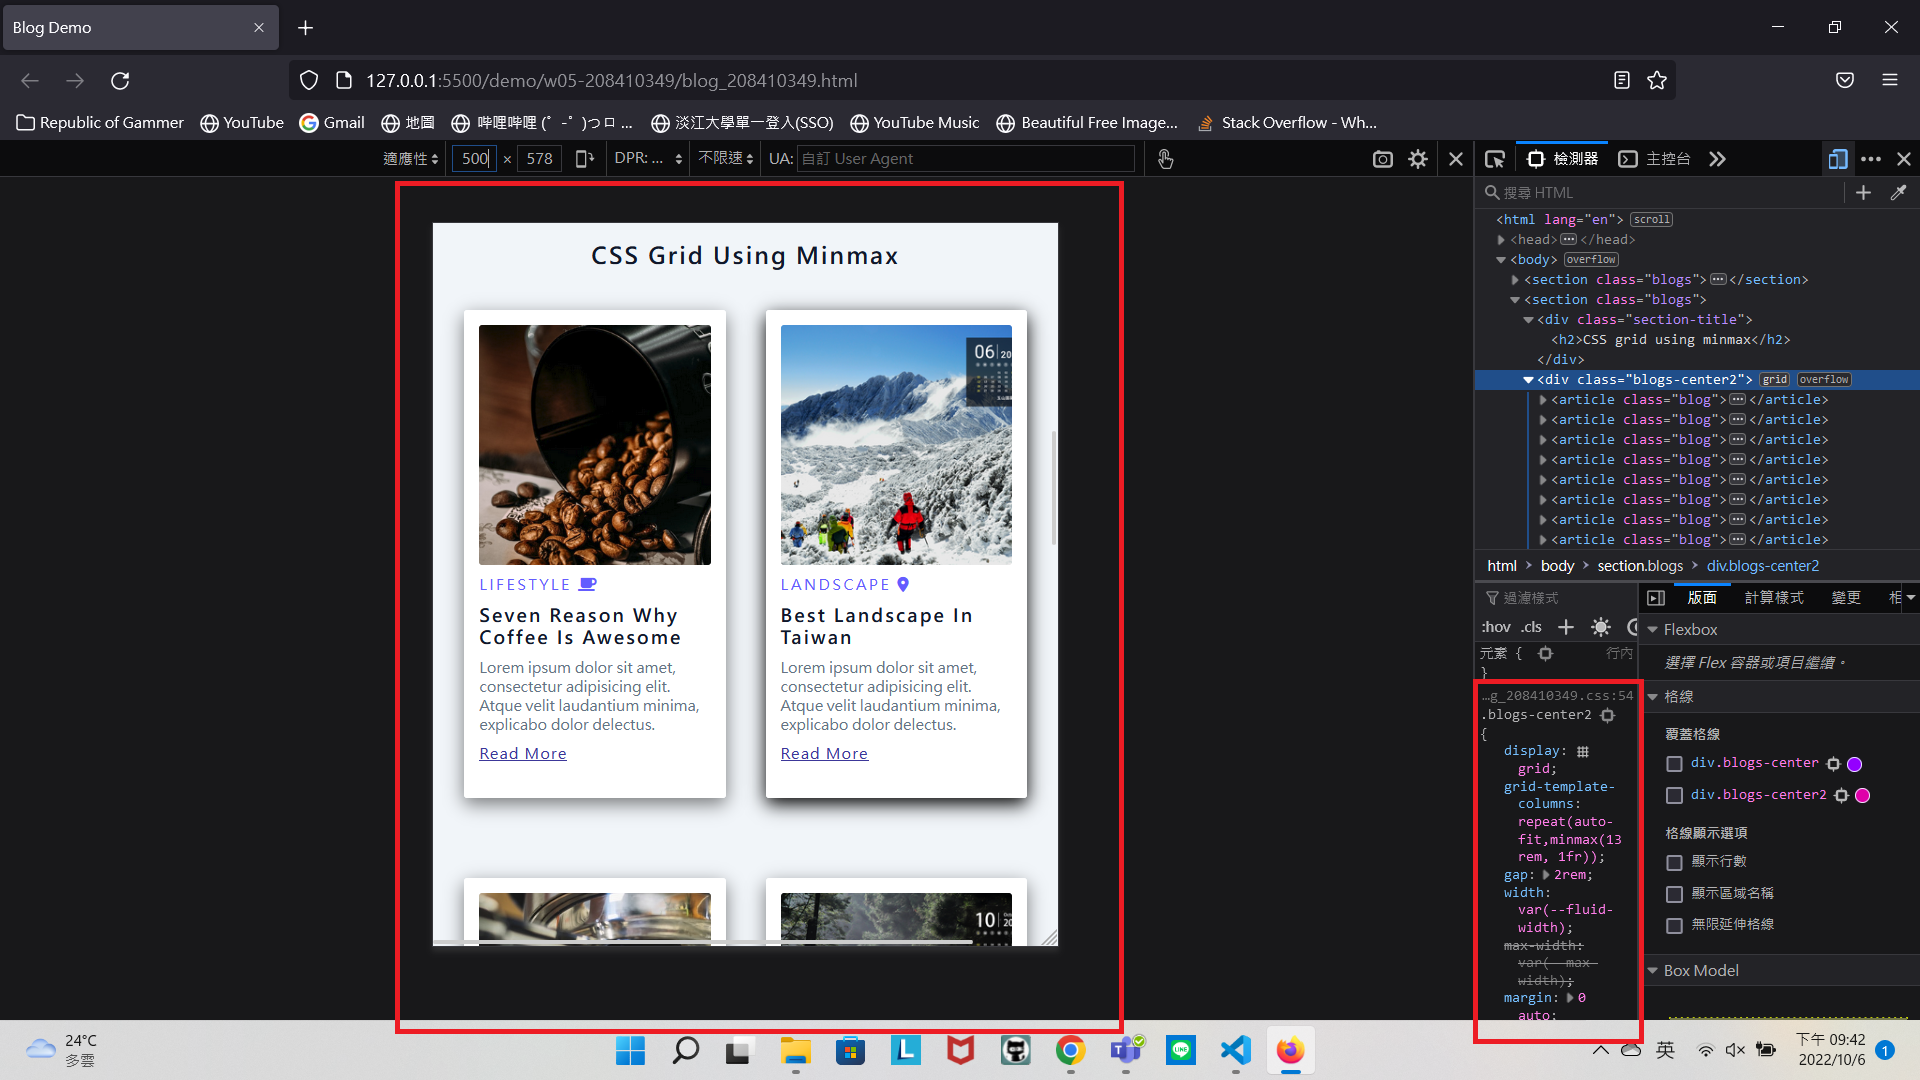 Blog Demo
127.0.0.1:5500/demo/w05-208410349/blog_208410349.html
Republic of Gammer
YouTube
Gmail
地圖
哔哩哔哩 (゜-゜)つロ ...
淡江大學單一登入(SSO)
YouTube Music
Beautiful Free Image...
Stack Overflow - Wh...
適應性
500
×
578
DPR: ...
不限速
UA:
自訂 User Agent
檢測器
主控台
搜尋 HTML
<html lang="en"> scroll
<head> ... </head>
<body> overflow
<section class="blogs"> ... </section>
<section class="blogs">
<div class="section-title">
<h2>CSS grid using minmax</h2>
</div>
<div class="blogs-center2"> grid overflow
<article class="blog"> ... </article>
<article class="blog"> ... </article>
<article class="blog"> ... </article>
<article class="blog"> ... </article>
<article class="blog"> ... </article>
<article class="blog"> ... </article>
<article class="blog"> ... </article>
<article class="blog"> ... </article>
html > body > section.blogs > div.blogs-center2
CSS Grid Using Minmax
LIFESTYLE
Seven Reason Why
Coffee Is Awesome
Lorem ipsum dolor sit amet,
consectetur adipisicing elit.
Atque velit laudantium minima,
explicabo dolor delectus.
Read More
06
20
LANDSCAPE
Best Landscape In
Taiwan
Lorem ipsum dolor sit amet,
consectetur adipisicing elit.
Atque velit laudantium minima,
explicabo dolor delectus.
Read More
10
過濾樣式
:hov .cls
元素 {
行內
}
...g_208410349.css:54
.blogs-center2
{
display:
grid;
grid-template-
columns:
repeat(auto-
fit,minmax(13
rem, 1fr));
gap: 2rem;
width:
var(--fluid-
width);
max-width:
var(--max-
width);
margin: 0
auto;
版面
計算樣式
變更
相
Flexbox
選擇 Flex 容器或項目繼續。
格線
覆蓋格線
div.blogs-center
div.blogs-center2
格線顯示選項
顯示行數
顯示區域名稱
無限延伸格線
Box Model
24°C
多雲
L
LINE
英
下午 09:42
2022/10/6
1